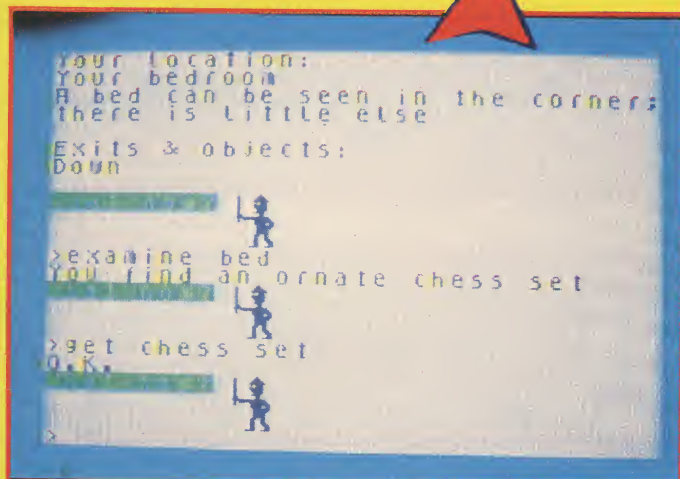 Your location:
Your bedroom
A bed can be seen in the corner;
there is little else
Exits & objects:
Down
>examine bed
You find an ornate chess set
>get chess set
O.K.
>